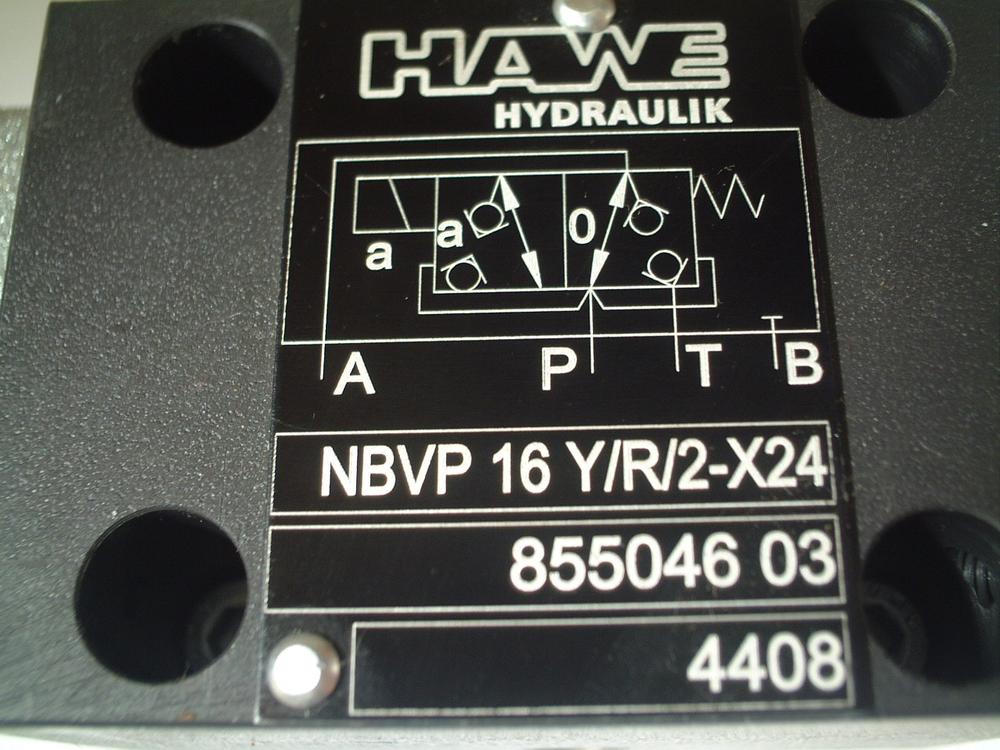 HAWE
HYDRAULIK
a a 0
A P T B
NBVP 16 Y/R/2-X24
855046 03
4408